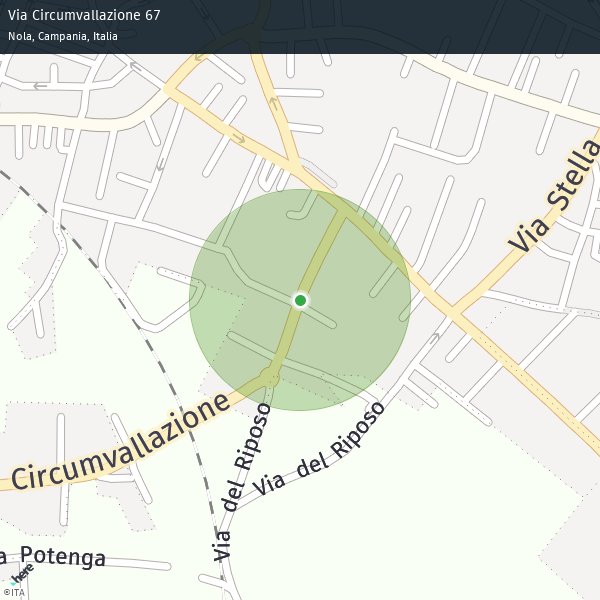 Via Circumvallazione 67
Nola, Campania, Italia
Via Stella
Circumvallazione
Via del Riposo
Via del Riposo
a Potenga
here
©ITA